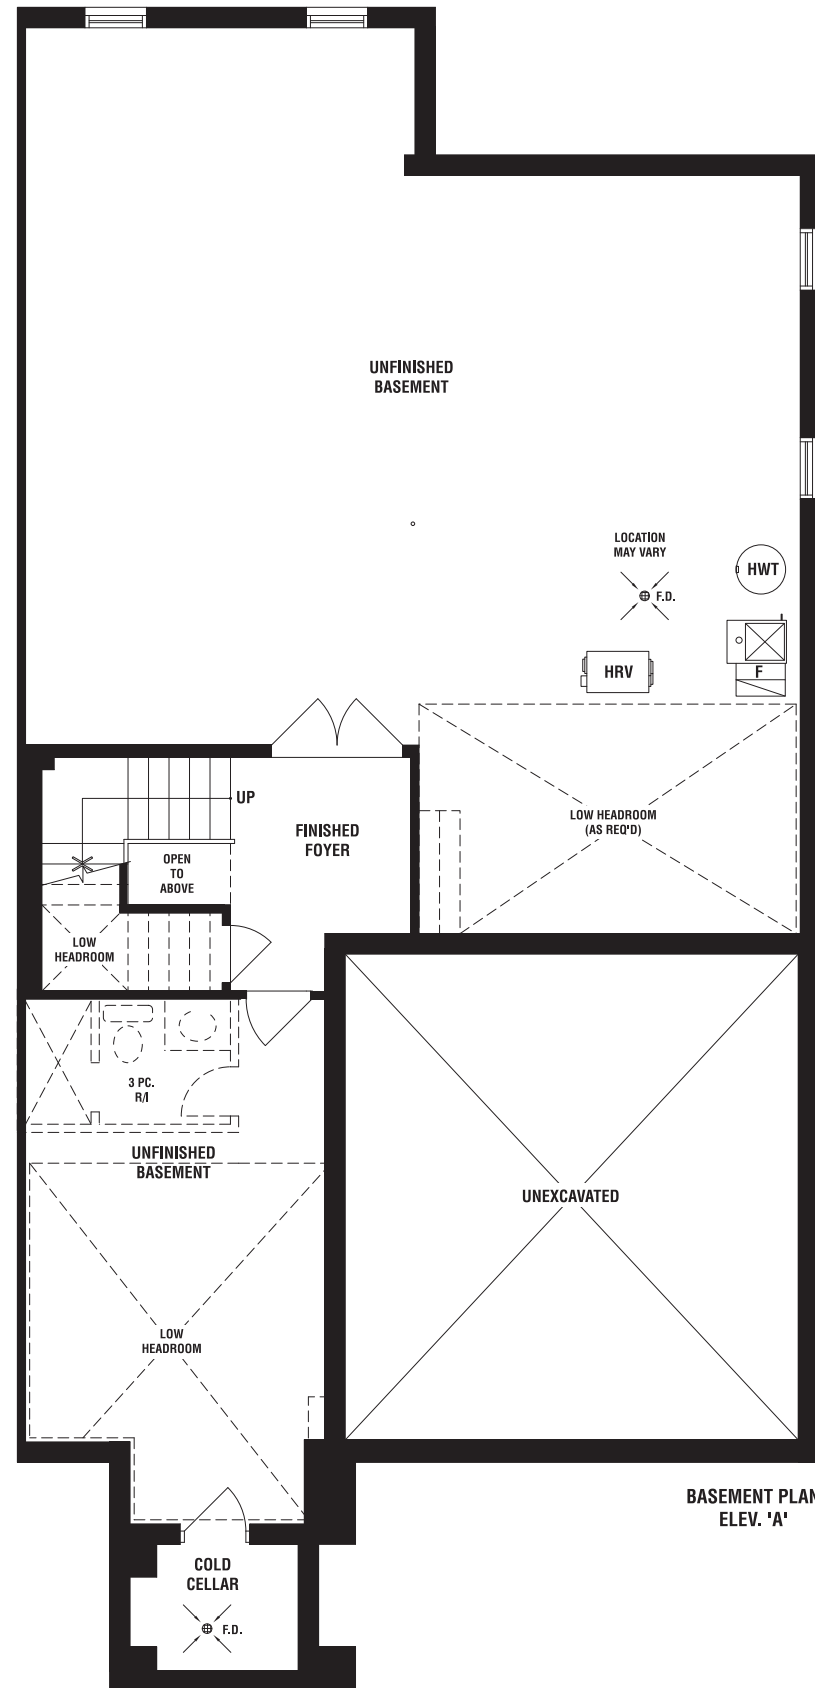 UNFINISHED
BASEMENT
LOCATION
MAY VARY
HWT
F.D.
HRV
F
UP
FINISHED
FOYER
LOW HEADROOM
(AS REQ'D)
OPEN
TO
ABOVE
LOW
HEADROOM
3 PC.
R/I
UNFINISHED
BASEMENT
UNEXCAVATED
LOW
HEADROOM
BASEMENT PLAN
ELEV. 'A'
COLD
CELLAR
F.D.